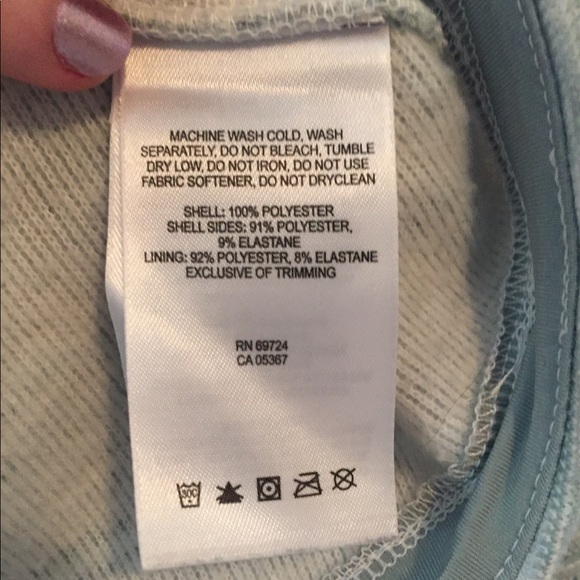 MACHINE WASH COLD, WASH
SEPARATELY, DO NOT BLEACH, TUMBLE
DRY LOW, DO NOT IRON, DO NOT USE
FABRIC SOFTENER, DO NOT DRYCLEAN
SHELL: 100% POLYESTER
SHELL SIDES: 91% POLYESTER,
9% ELASTANE
LINING: 92% POLYESTER, 8% ELASTANE
EXCLUSIVE OF TRIMMING
RN 69724
CA 05367
30C